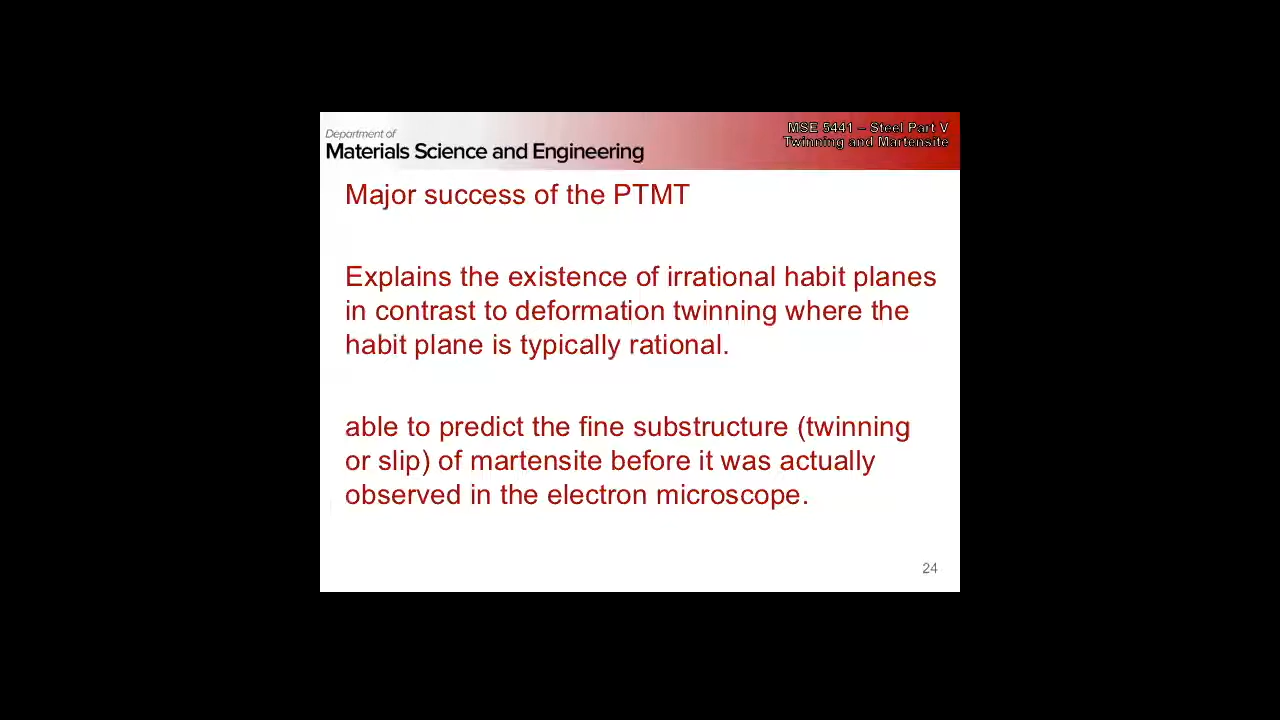 Department of
Materials Science and Engineering
MSE 5441 – Steel Part V
Twinning and Martensite
Major success of the PTMT
Explains the existence of irrational habit planes
in contrast to deformation twinning where the
habit plane is typically rational.
able to predict the fine substructure (twinning
or slip) of martensite before it was actually
observed in the electron microscope.
24